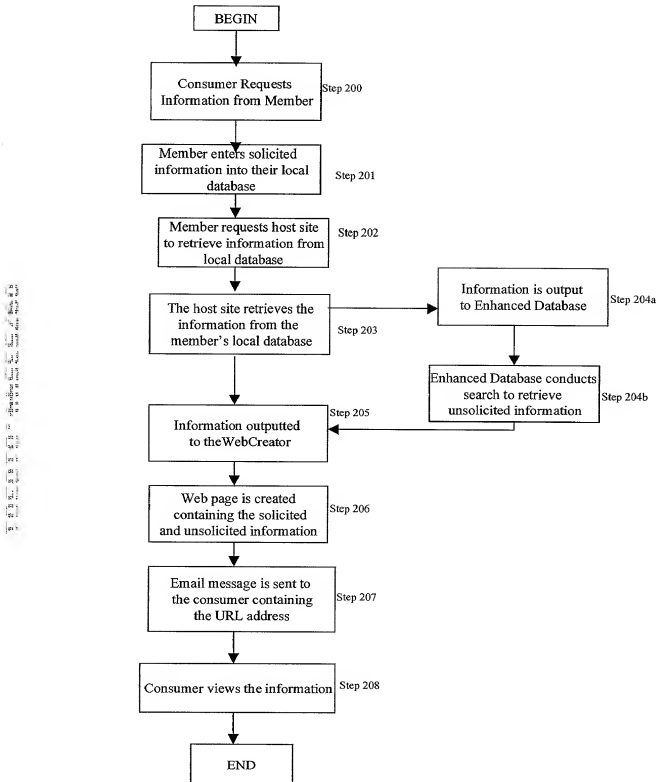 BEGIN
Consumer Requests
Information from Member
Step 200
Member enters solicited
information into their local
database
Step 201
Member requests host site
to retrieve information from
local database
Step 202
The host site retrieves the
information from the
member's local database
Step 203
Information is output
to Enhanced Database
Step 204a
Enhanced Database conducts
search to retrieve
unsolicited information
Step 204b
Step 205
Information outputted
to theWebCreator
Web page is created
containing the solicited
and unsolicited information
Step 206
Email message is sent to
the consumer containing
the URL address
Step 207
Consumer views the information
Step 208
END